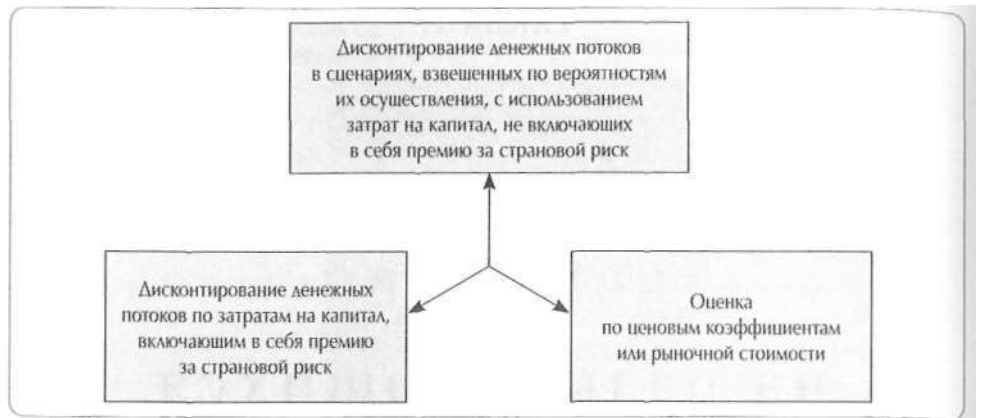 Дисконтирование денежных потоков
в сценариях, взвешенных по вероятностям
их осуществления, с использованием
затрат на капитал, не включающих
в себя премию за страновой риск
Дисконтирование денежных
потоков по затратам на капитал,
включающим в себя премию
за страновой риск
Оценка
по ценовым коэффициентам
или рыночной стоимости